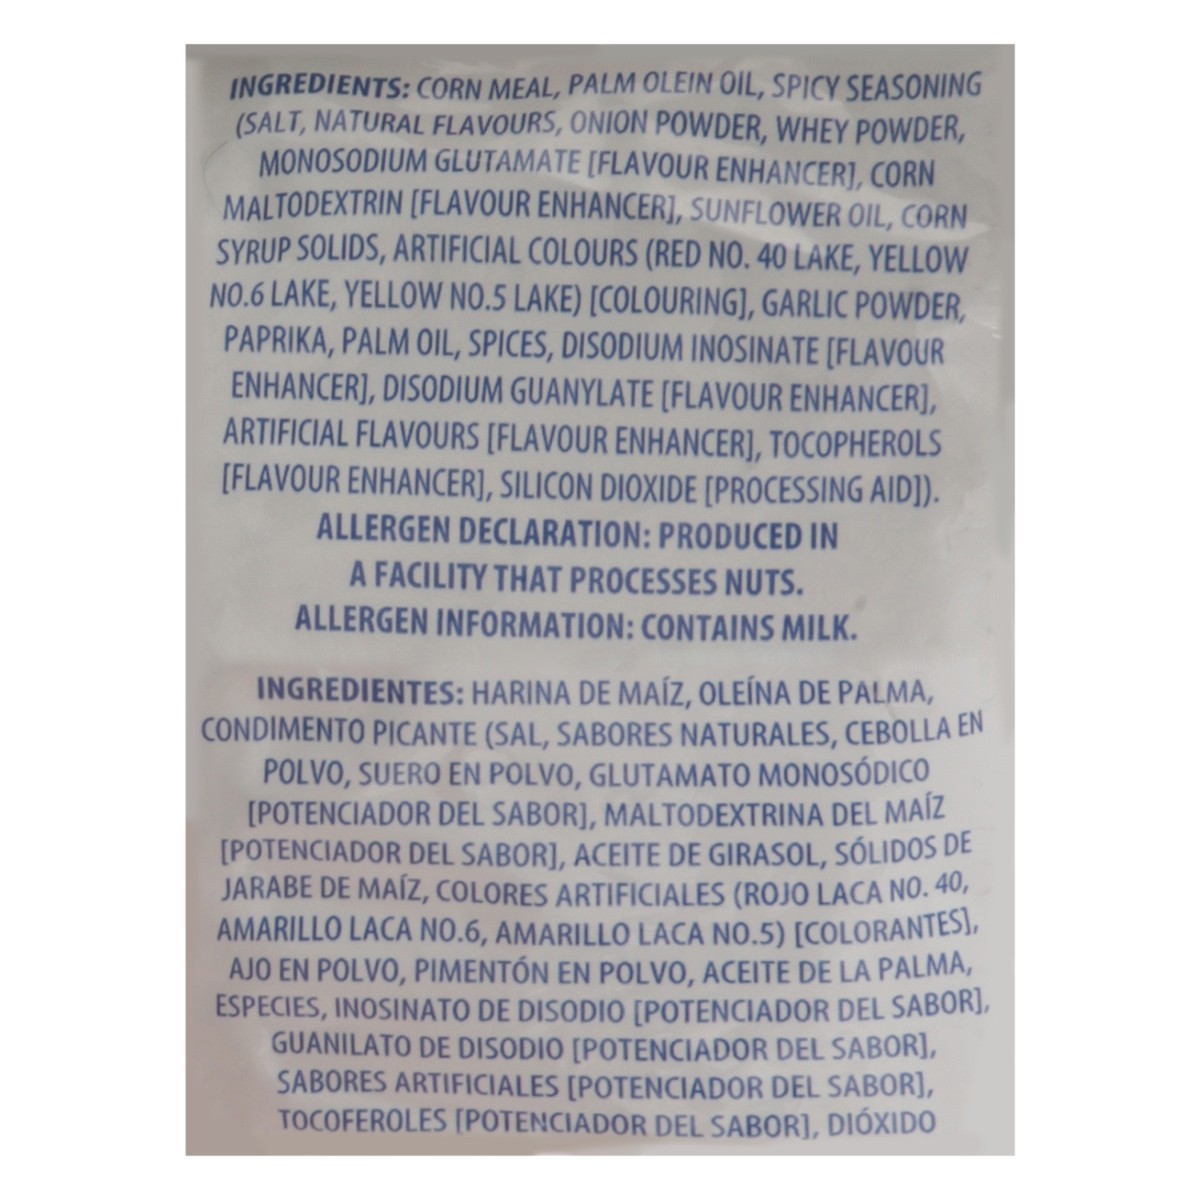 INGREDIENTS: CORN MEAL, PALM OLEIN OIL, SPICY SEASONING
(SALT, NATURAL FLAVOURS, ONION POWDER, WHEY POWDER,
MONOSODIUM GLUTAMATE [FLAVOUR ENHANCER], CORN
MALTODEXTRIN [FLAVOUR ENHANCER], SUNFLOWER OIL, CORN
SYRUP SOLIDS, ARTIFICIAL COLOURS (RED NO. 40 LAKE, YELLOW
NO.6 LAKE, YELLOW NO.5 LAKE) [COLOURING], GARLIC POWDER,
PAPRIKA, PALM OIL, SPICES, DISODIUM INOSINATE [FLAVOUR
ENHANCER], DISODIUM GUANYLATE [FLAVOUR ENHANCER],
ARTIFICIAL FLAVOURS [FLAVOUR ENHANCER], TOCOPHEROLS
[FLAVOUR ENHANCER], SILICON DIOXIDE [PROCESSING AID]).
ALLERGEN DECLARATION: PRODUCED IN
A FACILITY THAT PROCESSES NUTS.
ALLERGEN INFORMATION: CONTAINS MILK.
INGREDIENTES: HARINA DE MAÍZ, OLEÍNA DE PALMA,
CONDIMENTO PICANTE (SAL, SABORES NATURALES, CEBOLLA EN
POLVO, SUERO EN POLVO, GLUTAMATO MONOSÓDICO
[POTENCIADOR DEL SABOR], MALTODEXTRINA DEL MAÍZ
[POTENCIADOR DEL SABOR], ACEITE DE GIRASOL, SÓLIDOS DE
JARABE DE MAÍZ, COLORES ARTIFICIALES (ROJO LACA NO. 40,
AMARILLO LACA NO.6, AMARILLO LACA NO.5) [COLORANTES],
AJO EN POLVO, PIMENTÓN EN POLVO, ACEITE DE LA PALMA,
ESPECIES, INOSINATO DE DISODIO [POTENCIADOR DEL SABOR],
GUANILATO DE DISODIO [POTENCIADOR DEL SABOR],
SABORES ARTIFICIALES [POTENCIADOR DEL SABOR],
TOCOFEROLES [POTENCIADOR DEL SABOR], DIÓXIDO